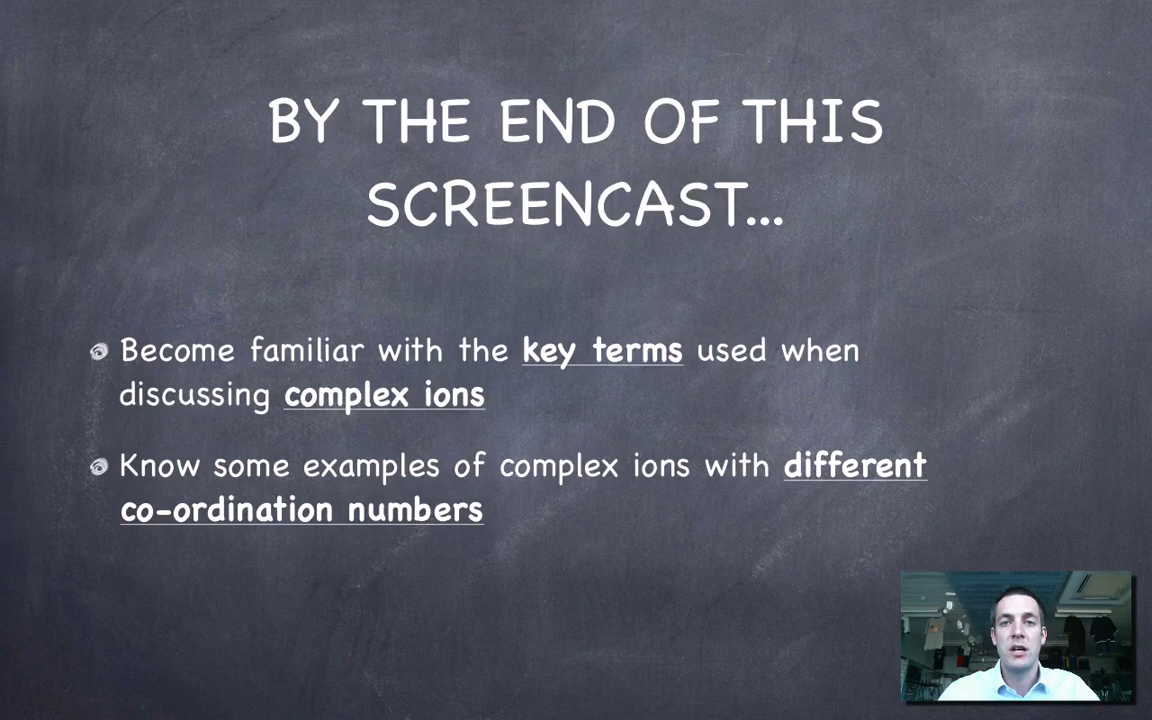 BY THE END OF THIS
SCREENCAST...
Become familiar with the key terms used when
discussing complex ions
Know some examples of complex ions with different
co-ordination numbers